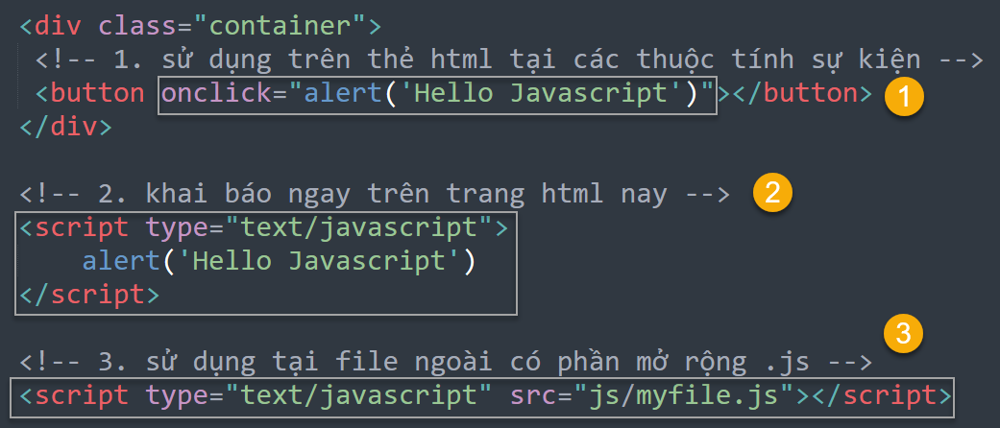 <div class="container">
<!-- 1. sử dụng trên thẻ html tại các thuộc tính sự kiện -->
<button onclick="alert('Hello Javascript')"></button> 1
</div>
<!-- 2. khai báo ngay trên trang html nay --> 2
<script type="text/javascript">
alert('Hello Javascript')
</script>
3
<!-- 3. sử dụng tại file ngoài có phần mở rộng .js -->
<script type="text/javascript" src="js/myfile.js"></script>